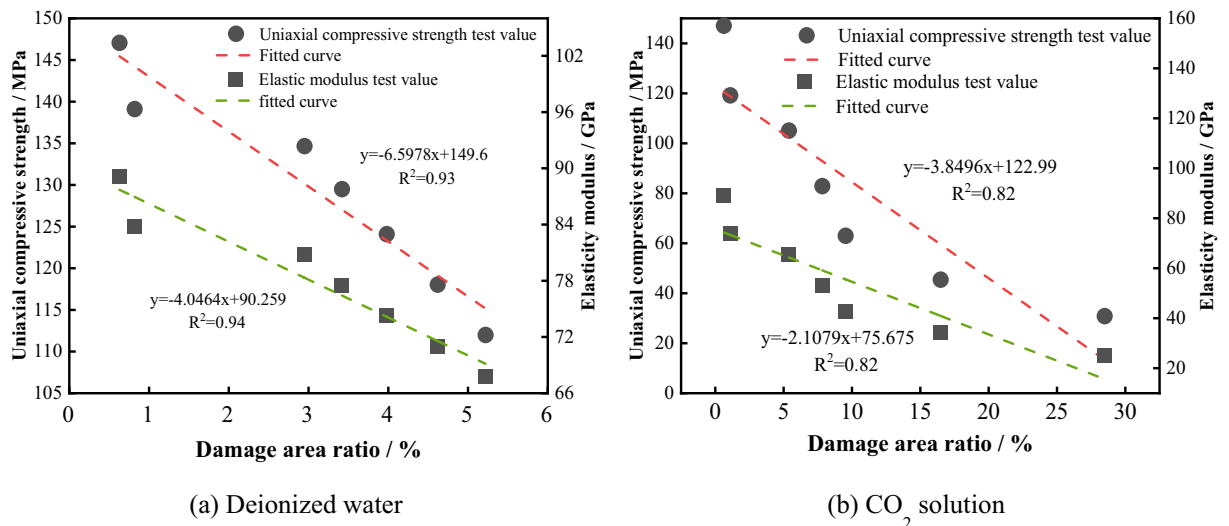 150
145
140
135
130
125
120
115
110
105
Uniaxial compressive strength / MPa
Uniaxial compressive strength test value
Fitted curve
Elastic modulus test value
fitted curve
y=-6.5978x+149.6
R²=0.93
y=-4.0464x+90.259
R²=0.94
102
96
90
84
78
72
66
Elasticity modulus / GPa
0 1 2 3 4 5 6
Damage area ratio / %
(a) Deionized water
140
120
100
80
60
40
20
0
Uniaxial compressive strength / MPa
Uniaxial compressive strength test value
Fitted curve
Elastic modulus test value
Fitted curve
y=-3.8496x+122.99
R²=0.82
y=-2.1079x+75.675
R²=0.82
160
140
120
100
80
60
40
20
Elasticity modulus / GPa
0 5 10 15 20 25 30
Damage area ratio / %
(b) CO₂ solution